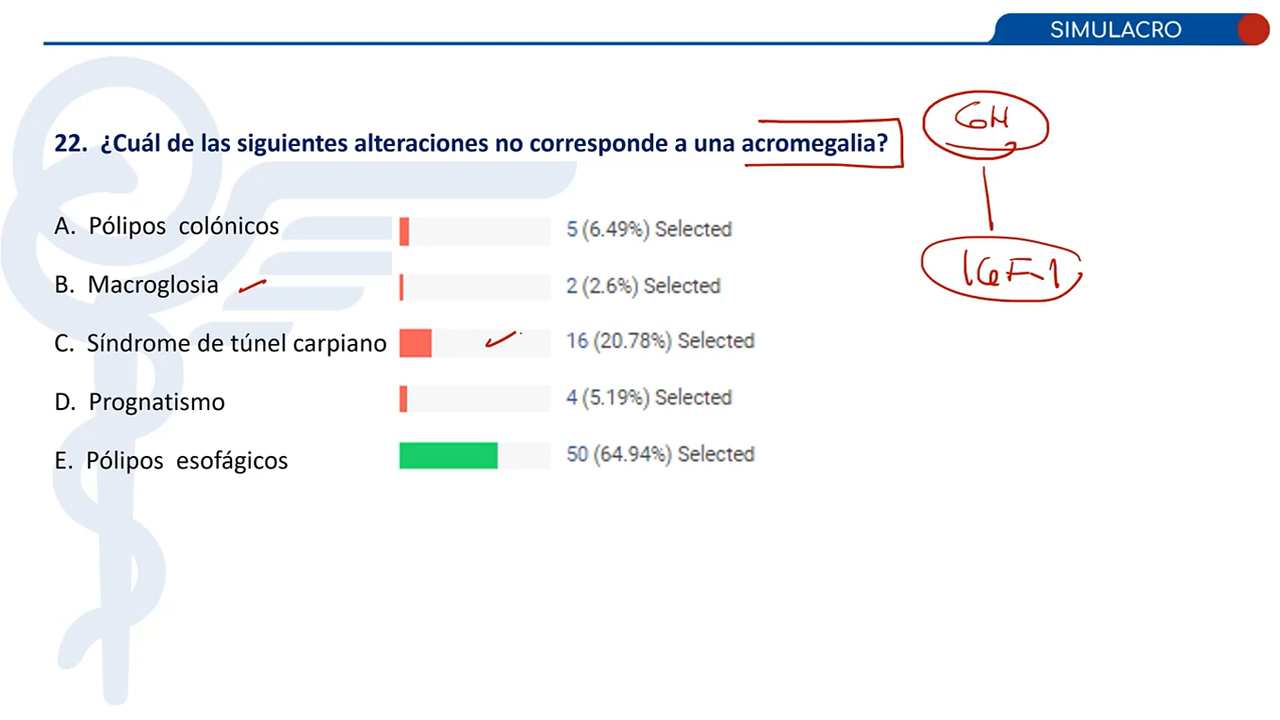 SIMULACRO
GH
22. ¿Cuál de las siguientes alteraciones no corresponde a una acromegalia?
IGF-1
A. Pólipos colónicos 5 (6.49%) Selected
B. Macroglosia 2 (2.6%) Selected
C. Síndrome de túnel carpiano 16 (20.78%) Selected
D. Prognatismo 4 (5.19%) Selected
E. Pólipos esofágicos 50 (64.94%) Selected